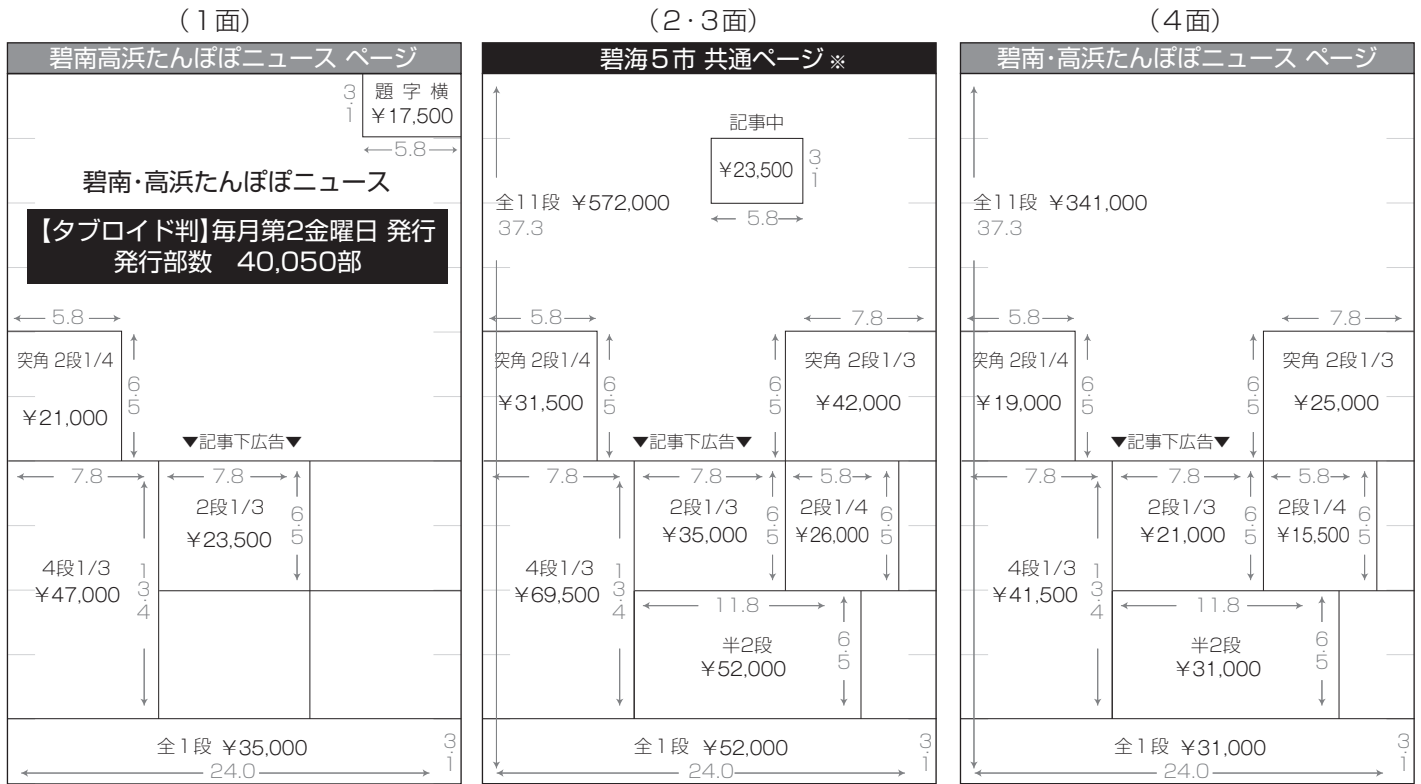 (1面)
碧南高浜たんぽぽニュース ページ
題字横
¥17,500
3.1
5.8
碧南・高浜たんぽぽニュース
【タブロイド判】毎月第2金曜日 発行
発行部数 40,050部
5.8
突角 2段1/4
¥21,000
6.5
▼記事下広告▼
7.8
4段1/3
¥47,000
13.4
7.8
2段1/3
¥23,500
6.5
全1段 ¥35,000
3.1
24.0
(2・3面)
碧海5市 共通ページ※
記事中
¥23,500
3.1
5.8
全11段 ¥572,000
37.3
5.8
突角 2段1/4
¥31,500
6.5
7.8
突角 2段1/3
¥42,000
6.5
▼記事下広告▼
7.8
4段1/3
¥69,500
13.4
7.8
2段1/3
¥35,000
6.5
5.8
2段1/4
¥26,000
6.5
11.8
半2段
¥52,000
6.5
全1段 ¥52,000
3.1
24.0
(4面)
碧南・高浜たんぽぽニュース ページ
全11段 ¥341,000
37.3
5.8
突角 2段1/4
¥19,000
6.5
7.8
突角 2段1/3
¥25,000
6.5
▼記事下広告▼
7.8
4段1/3
¥41,500
13.4
7.8
2段1/3
¥21,000
6.5
5.8
2段1/4
¥15,500
6.5
11.8
半2段
¥31,000
6.5
全1段 ¥31,000
3.1
24.0